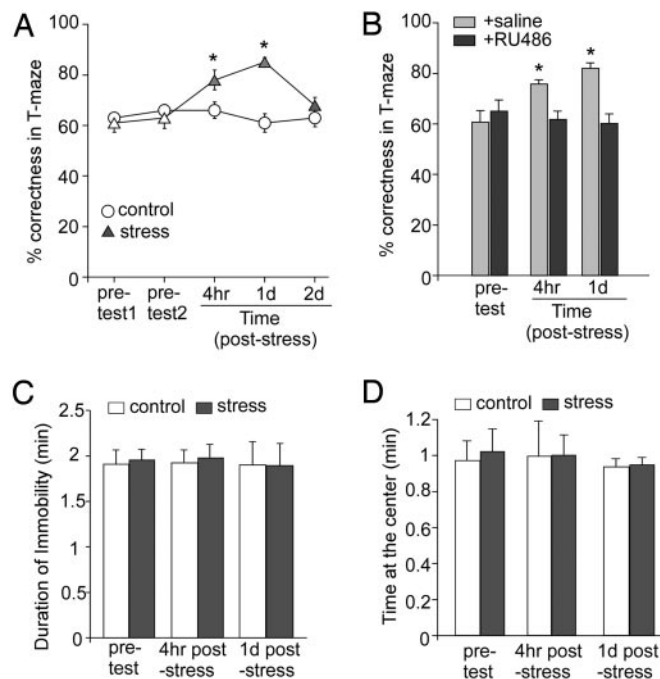 A
% correctness in T-maze
100
80
60
40
20
0
* *
control
stress
pre-
test1
pre-
test2
4hr
1d
2d
Time
(post-stress)
B
+saline
+RU486
% correctness in T-maze
100
80
60
40
20
0
* *
pre-
test
4hr
1d
Time
(post-stress)
C
control
stress
Duration of Immobility (min)
2.5
2
1.5
1
0.5
0
pre-
test
4hr post
-stress
1d post
-stress
D
control
stress
Time at the center (min)
1.2
1
0.8
0.6
0.4
0.2
0
pre-
test
4hr post
-stress
1d post
-stress